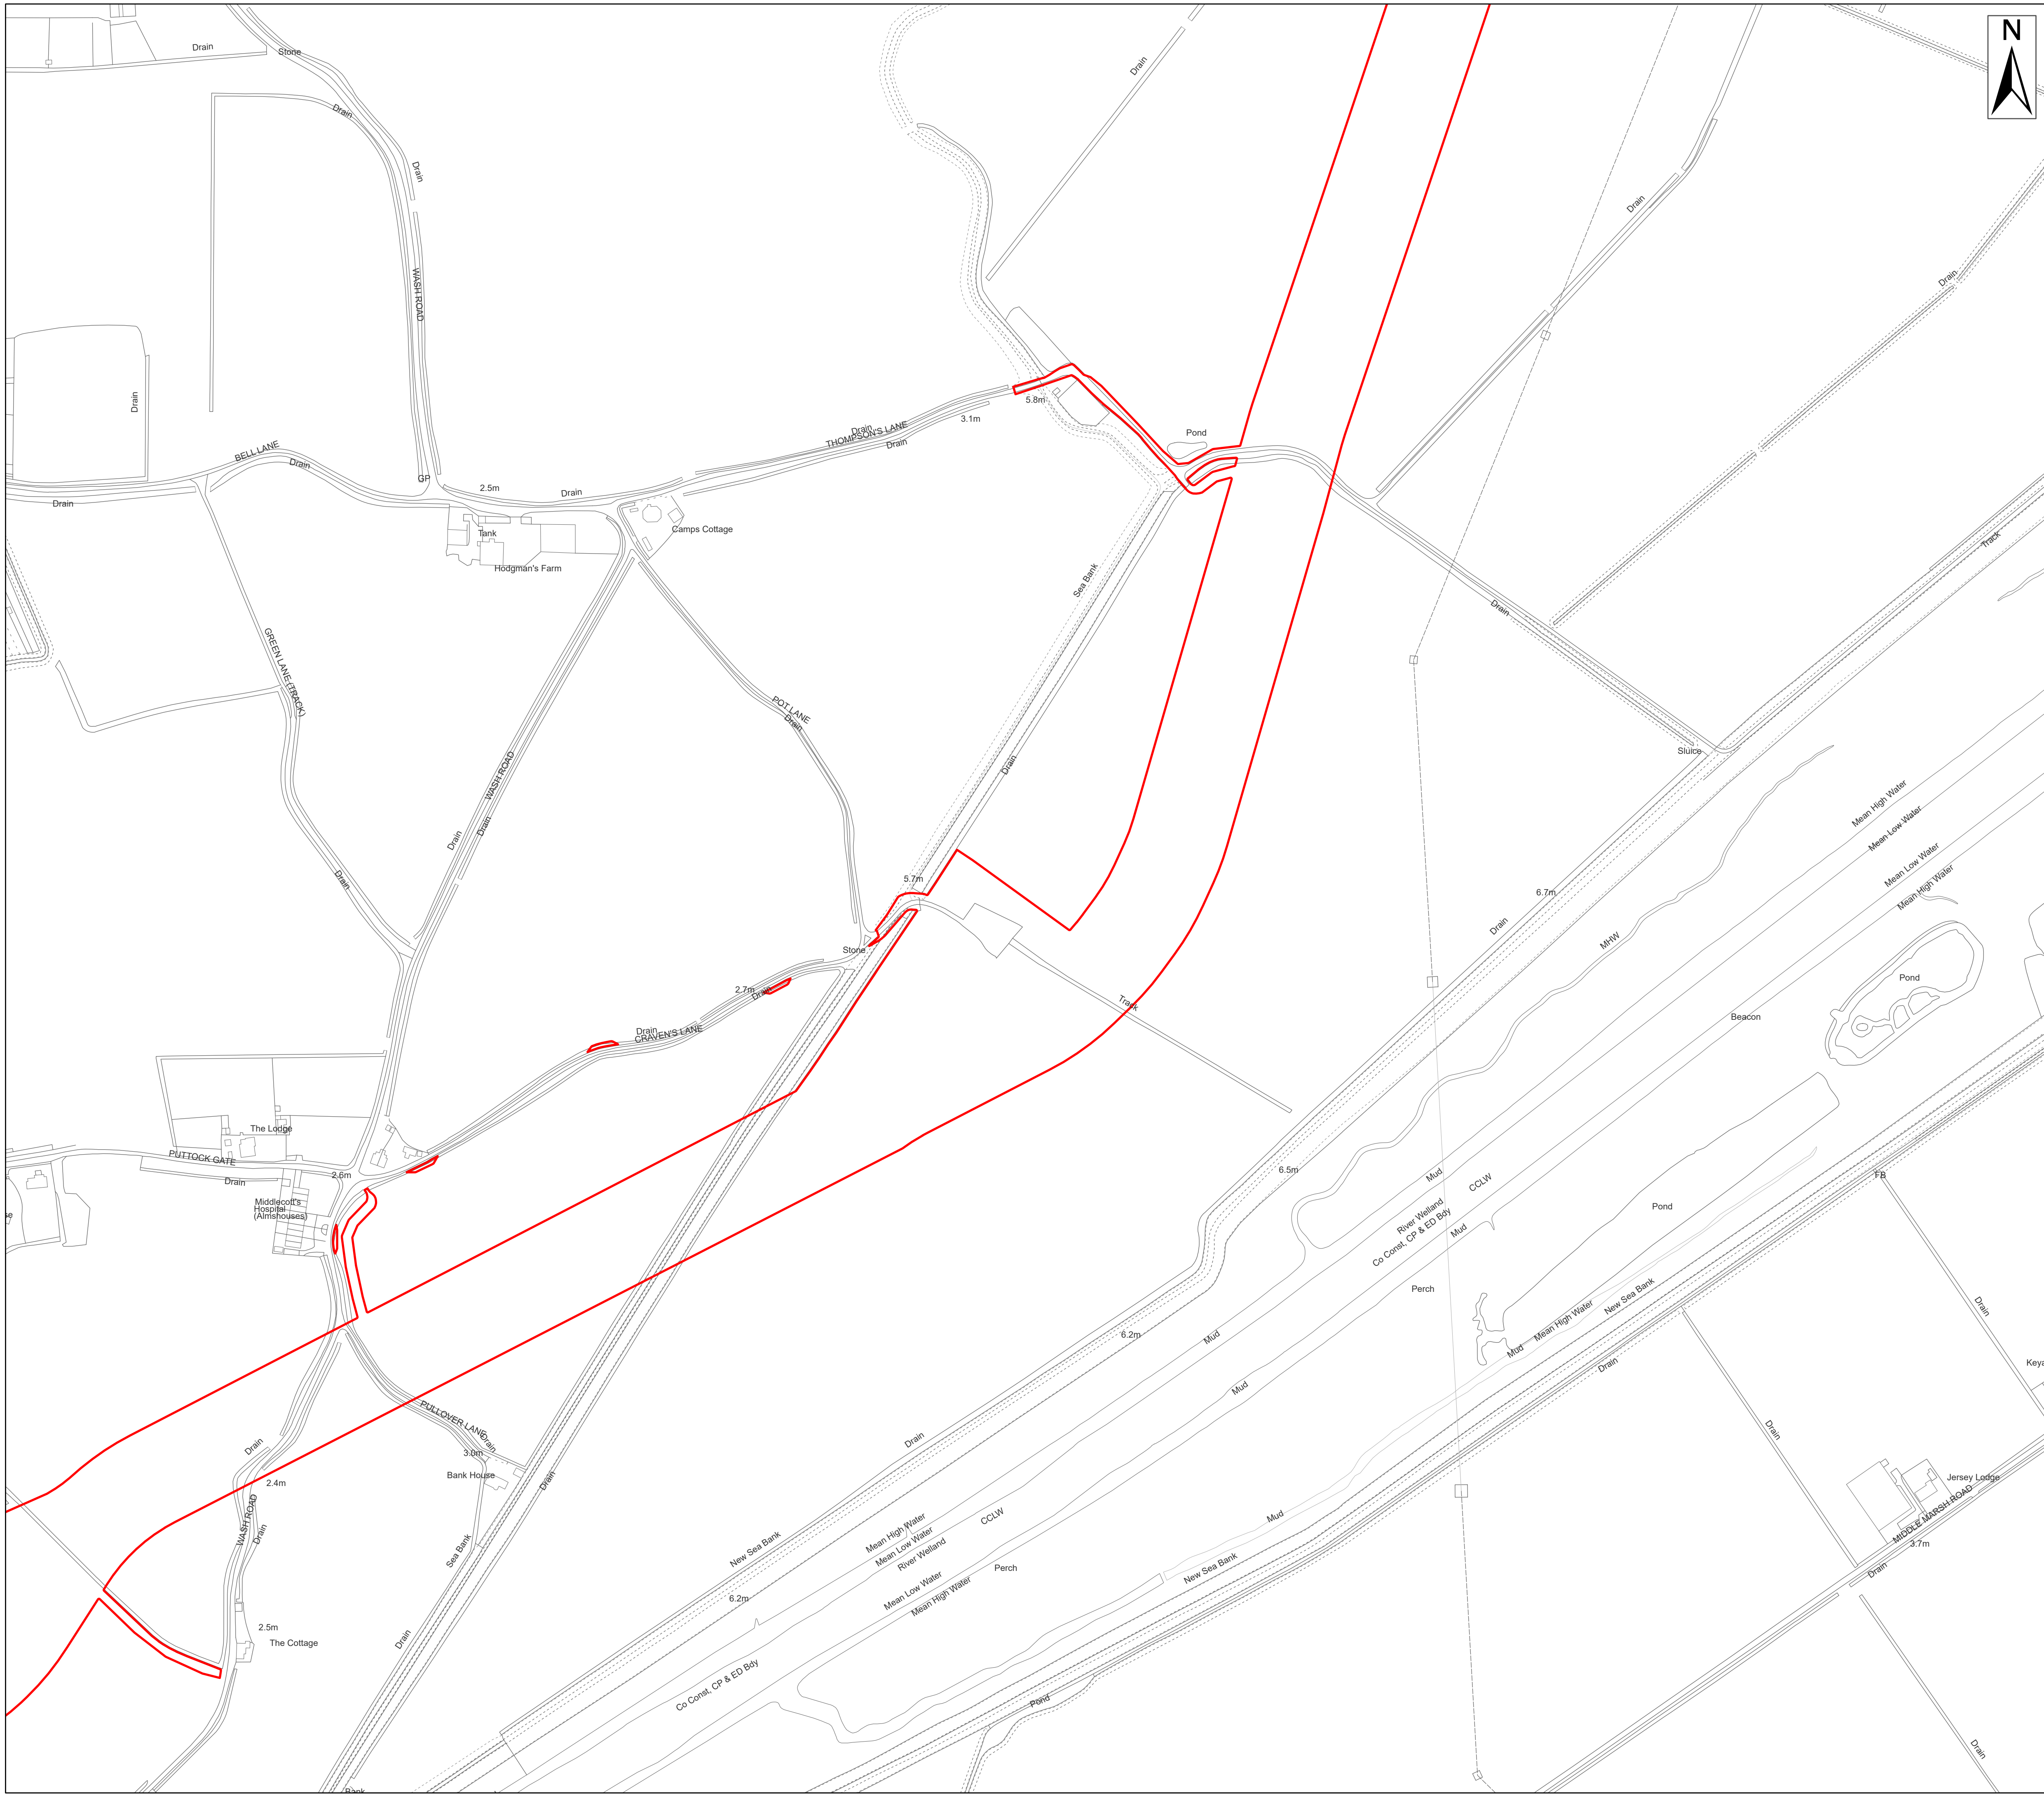 N
Drain
Stone
Drain
Drain
Drain
Drain
WASH ROAD
Drain
Drain
Drain
BELL LANE
Drain
GP
2.5m
Drain
Drain
THOMPSON'S LANE
Drain
3.1m
5.8m
Pond
Drain
Tank
Hodgman's Farm
Camps Cottage
Sea Bank
Track
Drain
GREEN LANE (TRACK)
POT LANE
Drain
WASH ROAD
Drain
Drain
Drain
Drain
Sluice
Mean High Water
Mean Low Water
Mean Low Water
Mean High Water
5.7m
6.7m
Drain
MHW
Stone
2.7m
Drain
Drain
CRAVEN'S LANE
Track
Pond
Beacon
The Lodge
PUTTOCK GATE
Drain
2.6m
Middlecott's
Hospital
(Almshouses)
6.5m
Mud
CCLW
River Welland
Co Const, CP & ED Bdy
Mud
Perch
Pond
FB
Drain
New Sea Bank
Mean High Water
Mud
Drain
6.2m
Mud
Mud
PULLOVER LANE
Drain
3.0m
Bank House
Drain
2.4m
WASH ROAD
Drain
Drain
Drain
Sea Bank
Drain
Jersey Lodge
MIDDLE MARSH ROAD
3.7m
Drain
Mean High Water
Mean Low Water
River Welland
CCLW
Mud
New Sea Bank
New Sea Bank
Perch
Mean Low Water
Mean High Water
6.2m
2.5m
The Cottage
Drain
Co Const, CP & ED Bdy
Pond
Drain